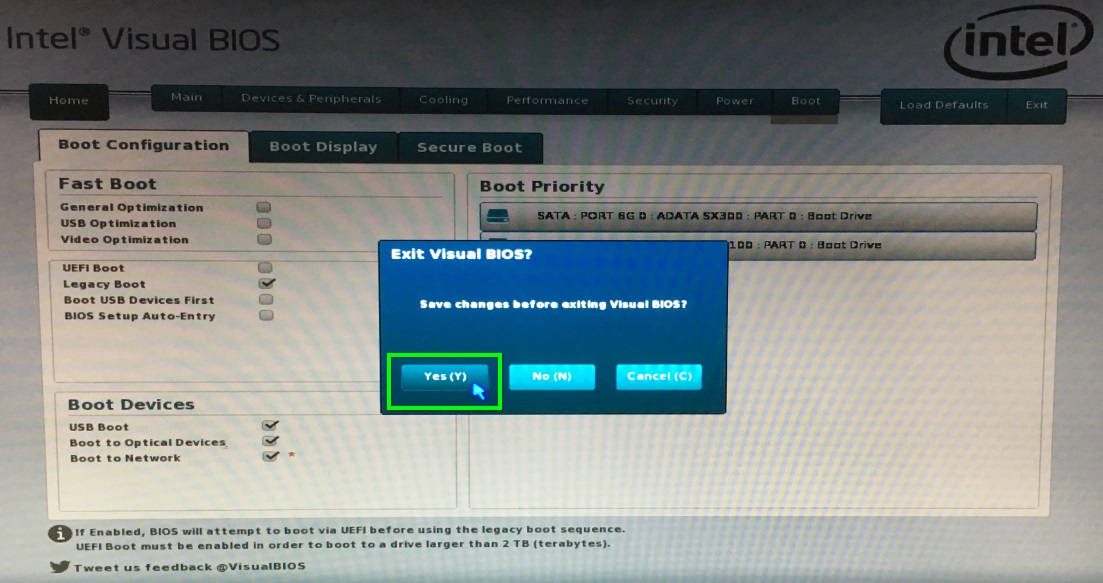 Intel® Visual BIOS
intel
Home
Main
Devices & Peripherals
Cooling
Performance
Security
Power
Boot
Load Defaults
Exit
Boot Configuration
Boot Display
Secure Boot
Fast Boot
General Optimization
USB Optimization
Video Optimization
UEFI Boot
Legacy Boot
Boot USB Devices First
BIOS Setup Auto-Entry
Boot Devices
USB Boot
Boot to Optical Devices
Boot to Network *
Boot Priority
SATA : PORT 6G 0 : ADATA SX300 : PART 0 : Boot Drive
100 : PART 0 : Boot Drive
Exit Visual BIOS?
Save changes before exiting Visual BIOS?
Yes (Y)
No (N)
Cancel (C)
If Enabled, BIOS will attempt to boot via UEFI before using the legacy boot sequence.
UEFI Boot must be enabled in order to boot to a drive larger than 2 TB (terabytes).
Tweet us feedback @VisualBIOS